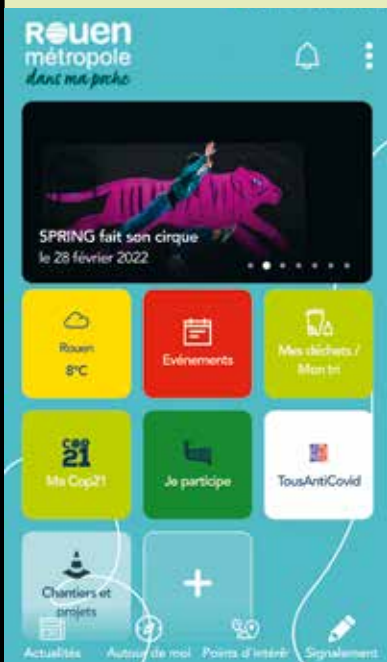 Rouen
métropole
dans ma poche
SPRING fait son cirque
le 28 février 2022
Rouen
8°C
Evénements
Mes déchets /
Mon tri
Cop
21
Ma Cop21
Je participe
TousAntiCovid
Chantiers et
projets
+
Actualités
Autour de moi
Points d'intérêt
Signalement